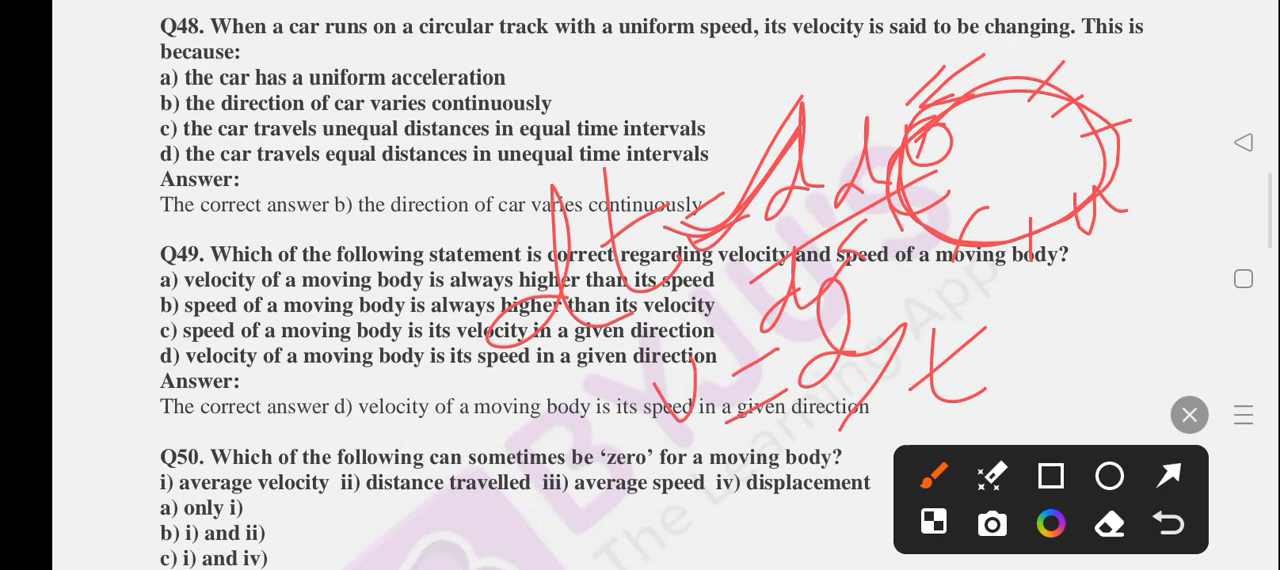 Q48. When a car runs on a circular track with a uniform speed, its velocity is said to be changing. This is
because:
a) the car has a uniform acceleration
b) the direction of car varies continuously
c) the car travels unequal distances in equal time intervals
d) the car travels equal distances in unequal time intervals
Answer:
The correct answer b) the direction of car varies continuously
Q49. Which of the following statement is correct regarding velocity and speed of a moving body?
a) velocity of a moving body is always higher than its speed
b) speed of a moving body is always higher than its velocity
c) speed of a moving body is its velocity in a given direction
d) velocity of a moving body is its speed in a given direction
Answer:
The correct answer d) velocity of a moving body is its speed in a given direction
v = d/t
Q50. Which of the following can sometimes be ‘zero’ for a moving body?
i) average velocity ii) distance travelled iii) average speed iv) displacement
a) only i)
b) i) and ii)
c) i) and iv)
BYJU'S
The Learning App